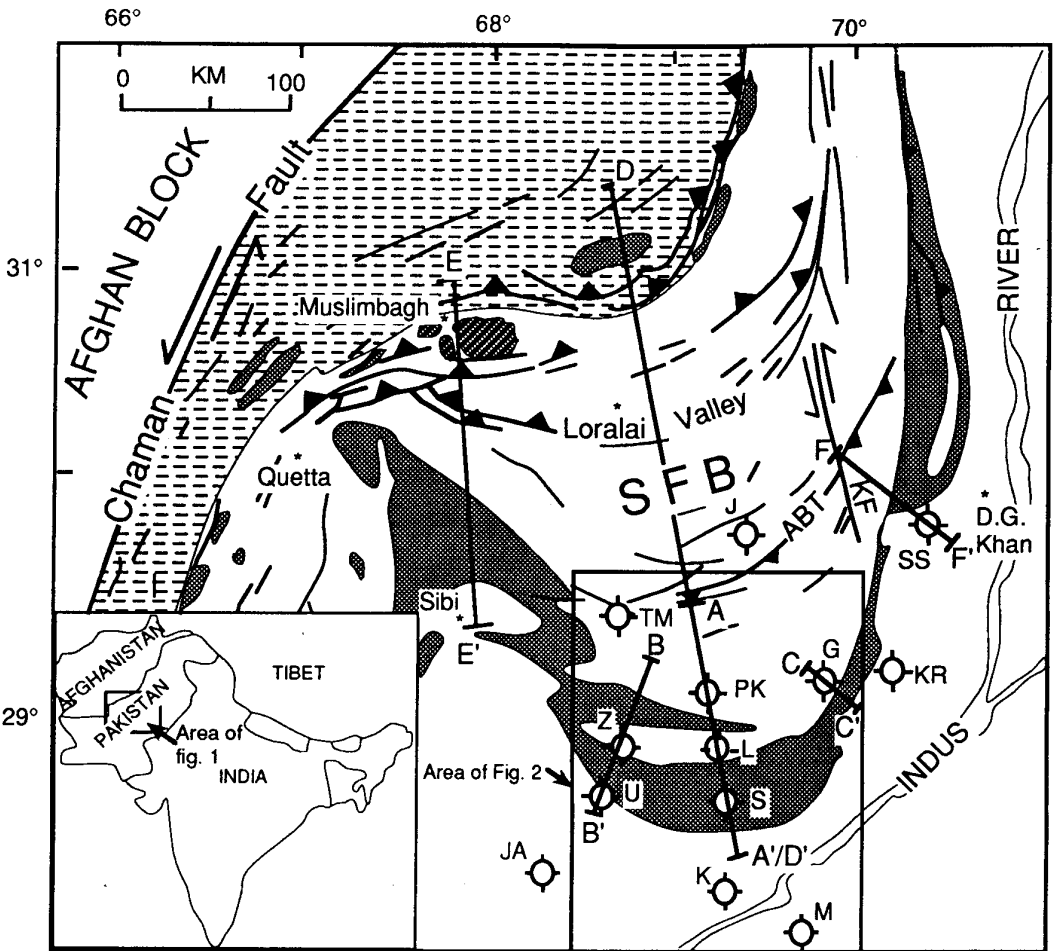 66°
68°
70°
0 KM 100
AFGHAN BLOCK
Chaman Fault
31°
29°
D
E
Muslimbagh
Loralai Valley
Quetta
S F B
J
ABT
KF
F
SS
F'
D.G.
Khan
RIVER
INDUS
Sibi
E'
TM
A
B
PK
C
G
KR
C'
Z
L
U
S
B'
A'/D'
Area of Fig. 2
JA
K
M
AFGHANISTAN
PAKISTAN
TIBET
Area of
fig. 1
INDIA